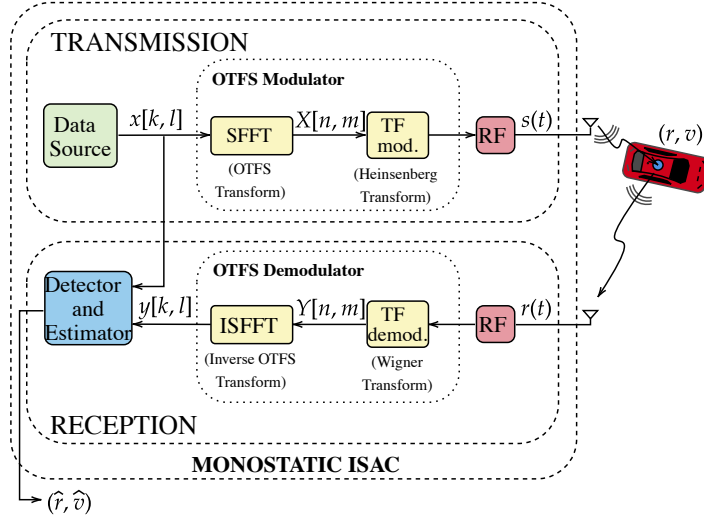 TRANSMISSION
OTFS Modulator
Data
Source
x[k, l]
SFFT
(OTFS
Transform)
X[n, m]
TF
mod.
(Heinsenberg
Transform)
RF
s(t)
(r, v)
OTFS Demodulator
Detector
and
Estimator
y[k, l]
ISFFT
(Inverse OTFS
Transform)
Y[n, m]
TF
demod.
(Wigner
Transform)
RF
r(t)
RECEPTION
MONOSTATIC ISAC
(r̂, v̂)